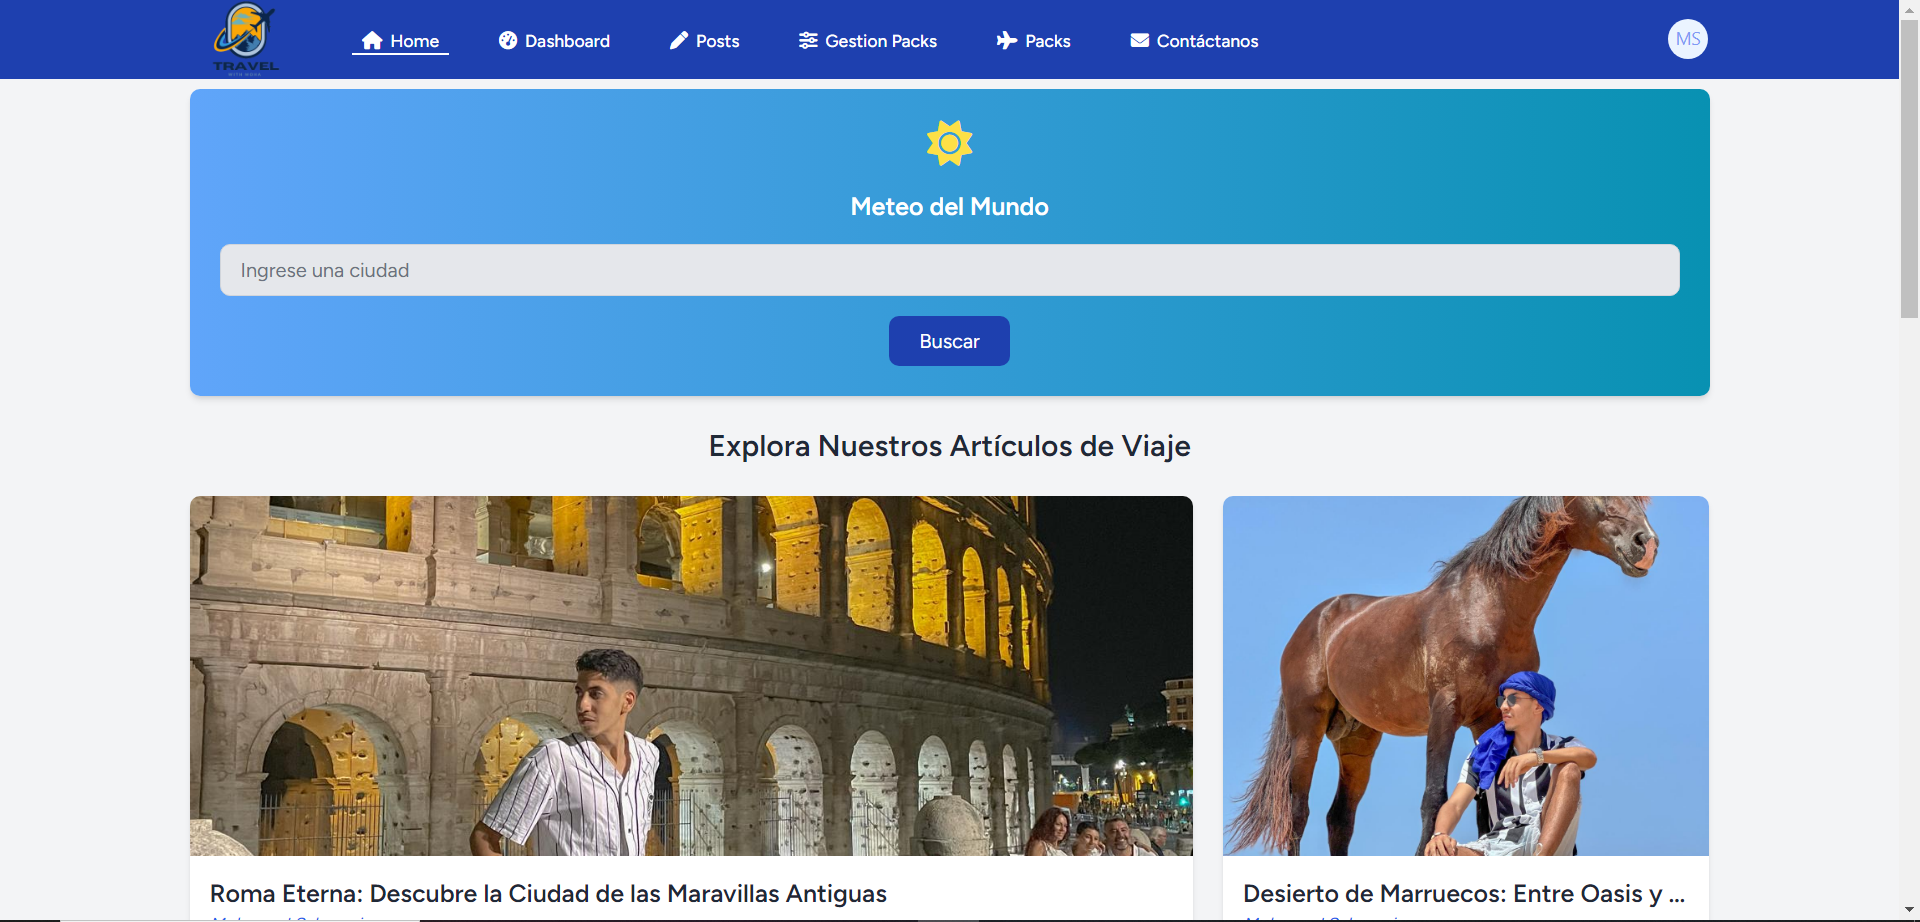 TRAVEL
Home
Dashboard
Posts
Gestion Packs
Packs
Contáctanos
MS
Meteo del Mundo
Ingrese una ciudad
Buscar
Explora Nuestros Artículos de Viaje
Roma Eterna: Descubre la Ciudad de las Maravillas Antiguas
Desierto de Marruecos: Entre Oasis y ...